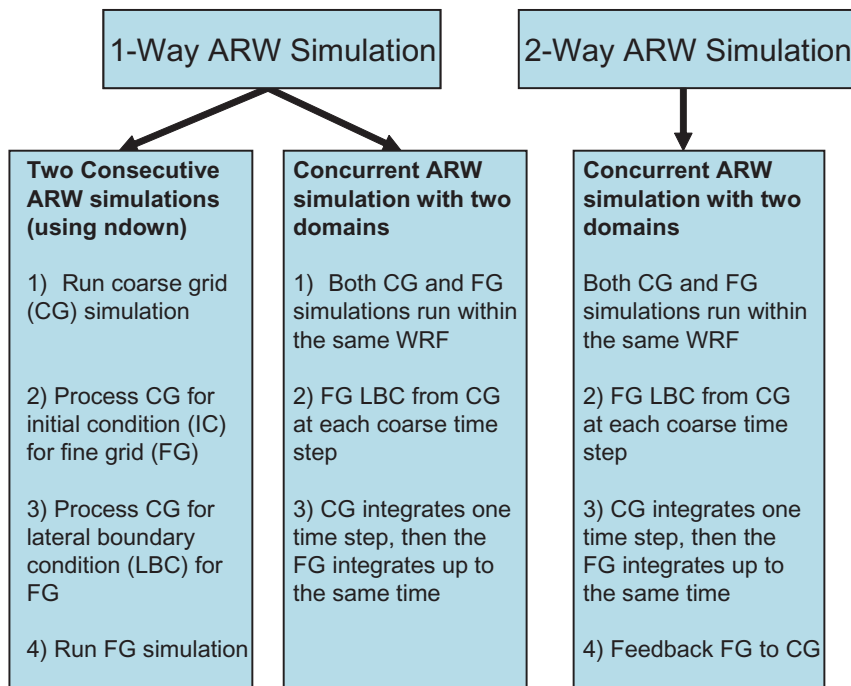 1-Way ARW Simulation
2-Way ARW Simulation
Two Consecutive
ARW simulations
(using ndown)
1) Run coarse grid
(CG) simulation
2) Process CG for
initial condition (IC)
for fine grid (FG)
3) Process CG for
lateral boundary
condition (LBC) for
FG
4) Run FG simulation
Concurrent ARW
simulation with two
domains
1) Both CG and FG
simulations run within
the same WRF
2) FG LBC from CG
at each coarse time
step
3) CG integrates one
time step, then the
FG integrates up to
the same time
Concurrent ARW
simulation with two
domains
Both CG and FG
simulations run within
the same WRF
2) FG LBC from CG
at each coarse time
step
3) CG integrates one
time step, then the
FG integrates up to
the same time
4) Feedback FG to CG